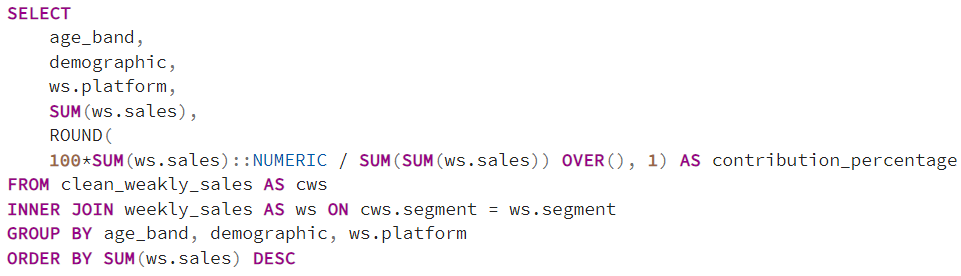 SELECT
age_band,
demographic,
ws.platform,
SUM(ws.sales),
ROUND(
100*SUM(ws.sales)::NUMERIC / SUM(SUM(ws.sales)) OVER(), 1) AS contribution_percentage
FROM clean_weakly_sales AS cws
INNER JOIN weekly_sales AS ws ON cws.segment = ws.segment
GROUP BY age_band, demographic, ws.platform
ORDER BY SUM(ws.sales) DESC